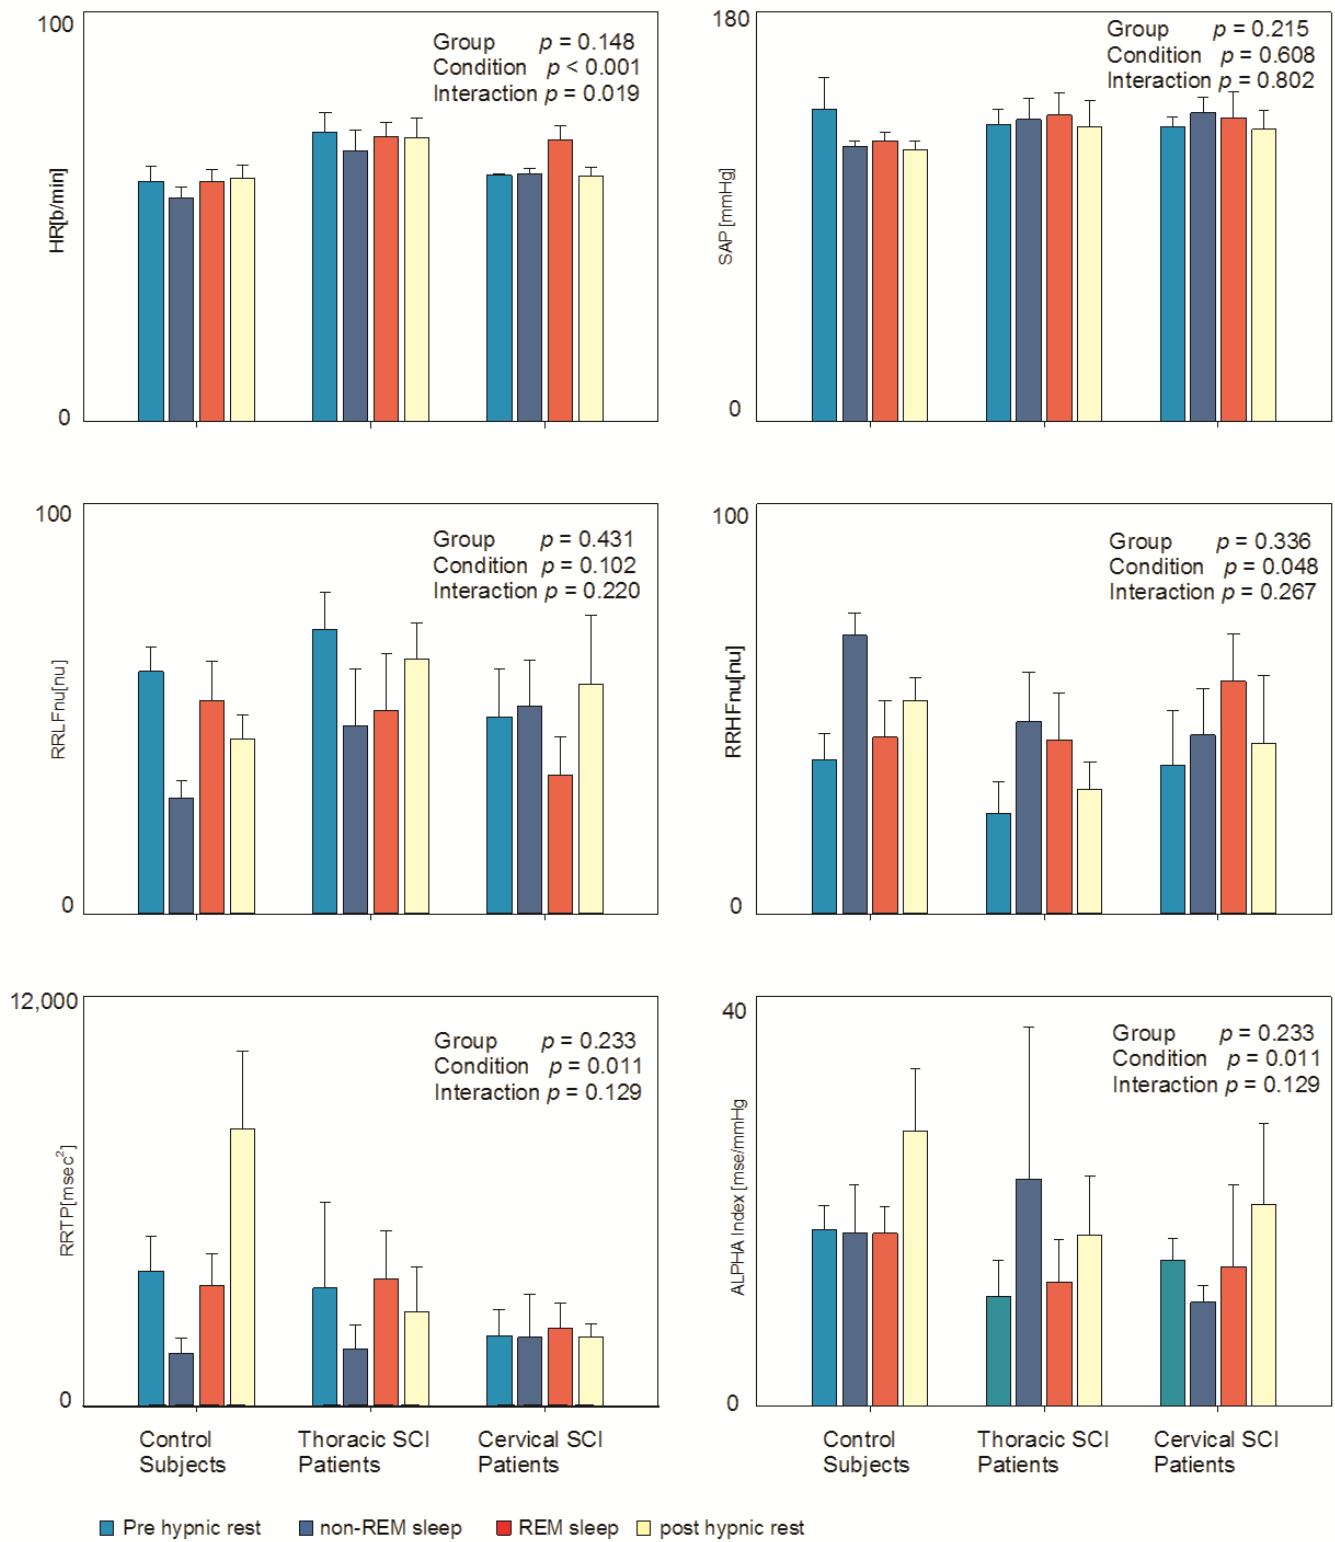 100
HR[b/min]
0
Group p = 0.148
Condition p < 0.001
Interaction p = 0.019
180
SAP [mmHg]
0
Group p = 0.215
Condition p = 0.608
Interaction p = 0.802
100
RRLFnu[nu]
0
Group p = 0.431
Condition p = 0.102
Interaction p = 0.220
100
RRHFnu[nu]
0
Group p = 0.336
Condition p = 0.048
Interaction p = 0.267
12,000
RRTP[msec²]
0
Group p = 0.233
Condition p = 0.011
Interaction p = 0.129
40
ALPHA Index [mse/mmHg
0
Group p = 0.233
Condition p = 0.011
Interaction p = 0.129
Control
Subjects
Thoracic SCI
Patients
Cervical SCI
Patients
Control
Subjects
Thoracic SCI
Patients
Cervical SCI
Patients
Pre hypnic rest non-REM sleep REM sleep post hypnic rest